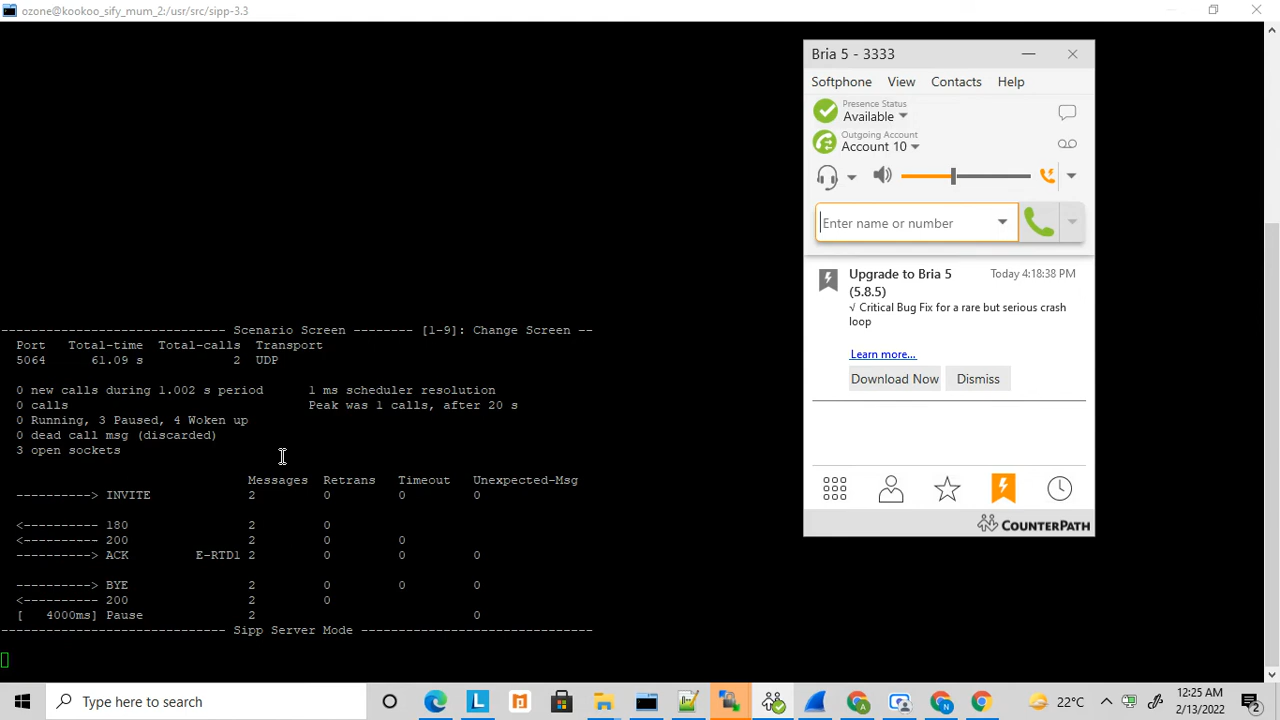 ozone@kookoo_sify_mum_2:/usr/src/sipp-3.3
Bria 5 - 3333
Softphone View Contacts Help
Presence Status
Available
Outgoing Account
Account 10
Enter name or number
Upgrade to Bria 5 (5.8.5) Today 4:18:38 PM
√ Critical Bug Fix for a rare but serious crash
loop
Learn more...
Download Now Dismiss
COUNTERPATH
----------------------------- Scenario Screen -------- [1-9]: Change Screen --
Port Total-time Total-calls Transport
5064 61.09 s 2 UDP
0 new calls during 1.002 s period 1 ms scheduler resolution
0 calls Peak was 1 calls, after 20 s
0 Running, 3 Paused, 4 Woken up
0 dead call msg (discarded)
3 open sockets
Messages Retrans Timeout Unexpected-Msg
----------> INVITE 2 0 0 0
<---------- 180 2 0
<---------- 200 2 0 0
----------> ACK E-RTD1 2 0 0 0
----------> BYE 2 0 0 0
<---------- 200 2 0
[ 4000ms] Pause 2 0
----------------------------- Sipp Server Mode -------------------------------
Type here to search
22°C
12:25 AM
2/13/2022
2